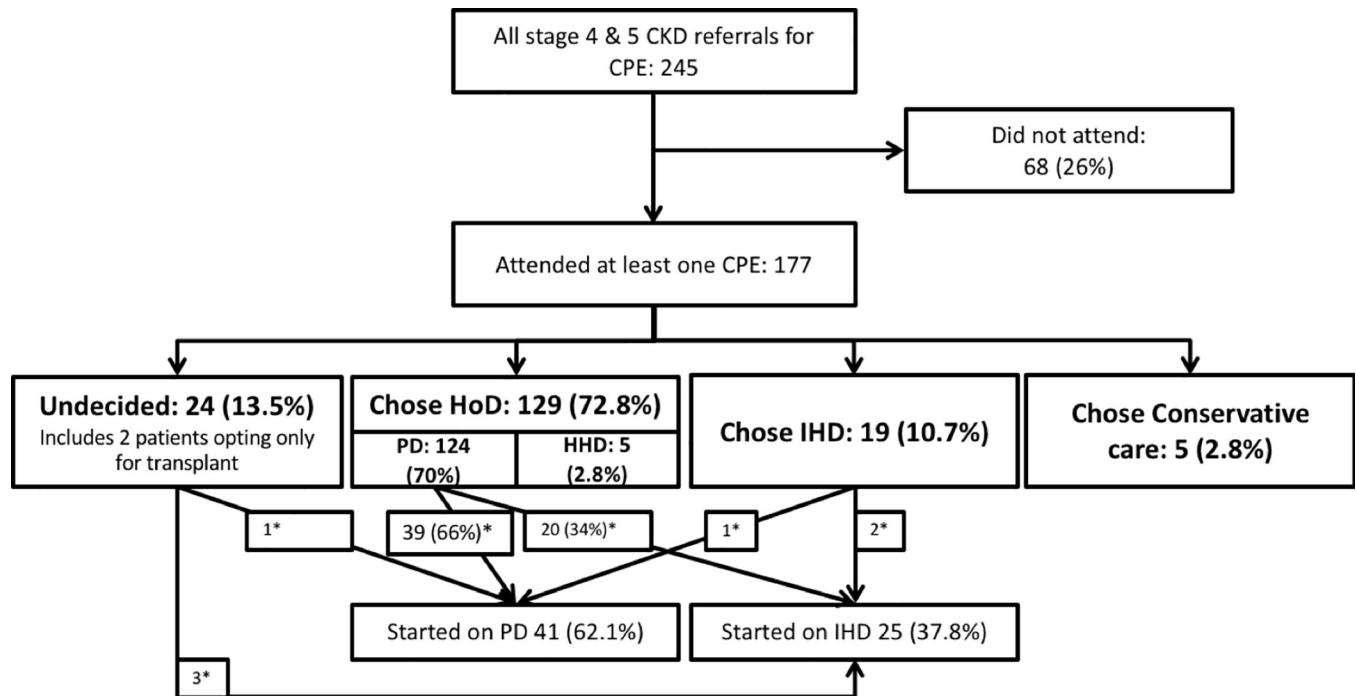 All stage 4 & 5 CKD referrals for
CPE: 245
Did not attend:
68 (26%)
Attended at least one CPE: 177
Undecided: 24 (13.5%)
Includes 2 patients opting only
for transplant
Chose HoD: 129 (72.8%)
PD: 124
(70%)
HHD: 5
(2.8%)
Chose IHD: 19 (10.7%)
Chose Conservative
care: 5 (2.8%)
1*
39 (66%)*
20 (34%)*
1*
2*
Started on PD 41 (62.1%)
Started on IHD 25 (37.8%)
3*